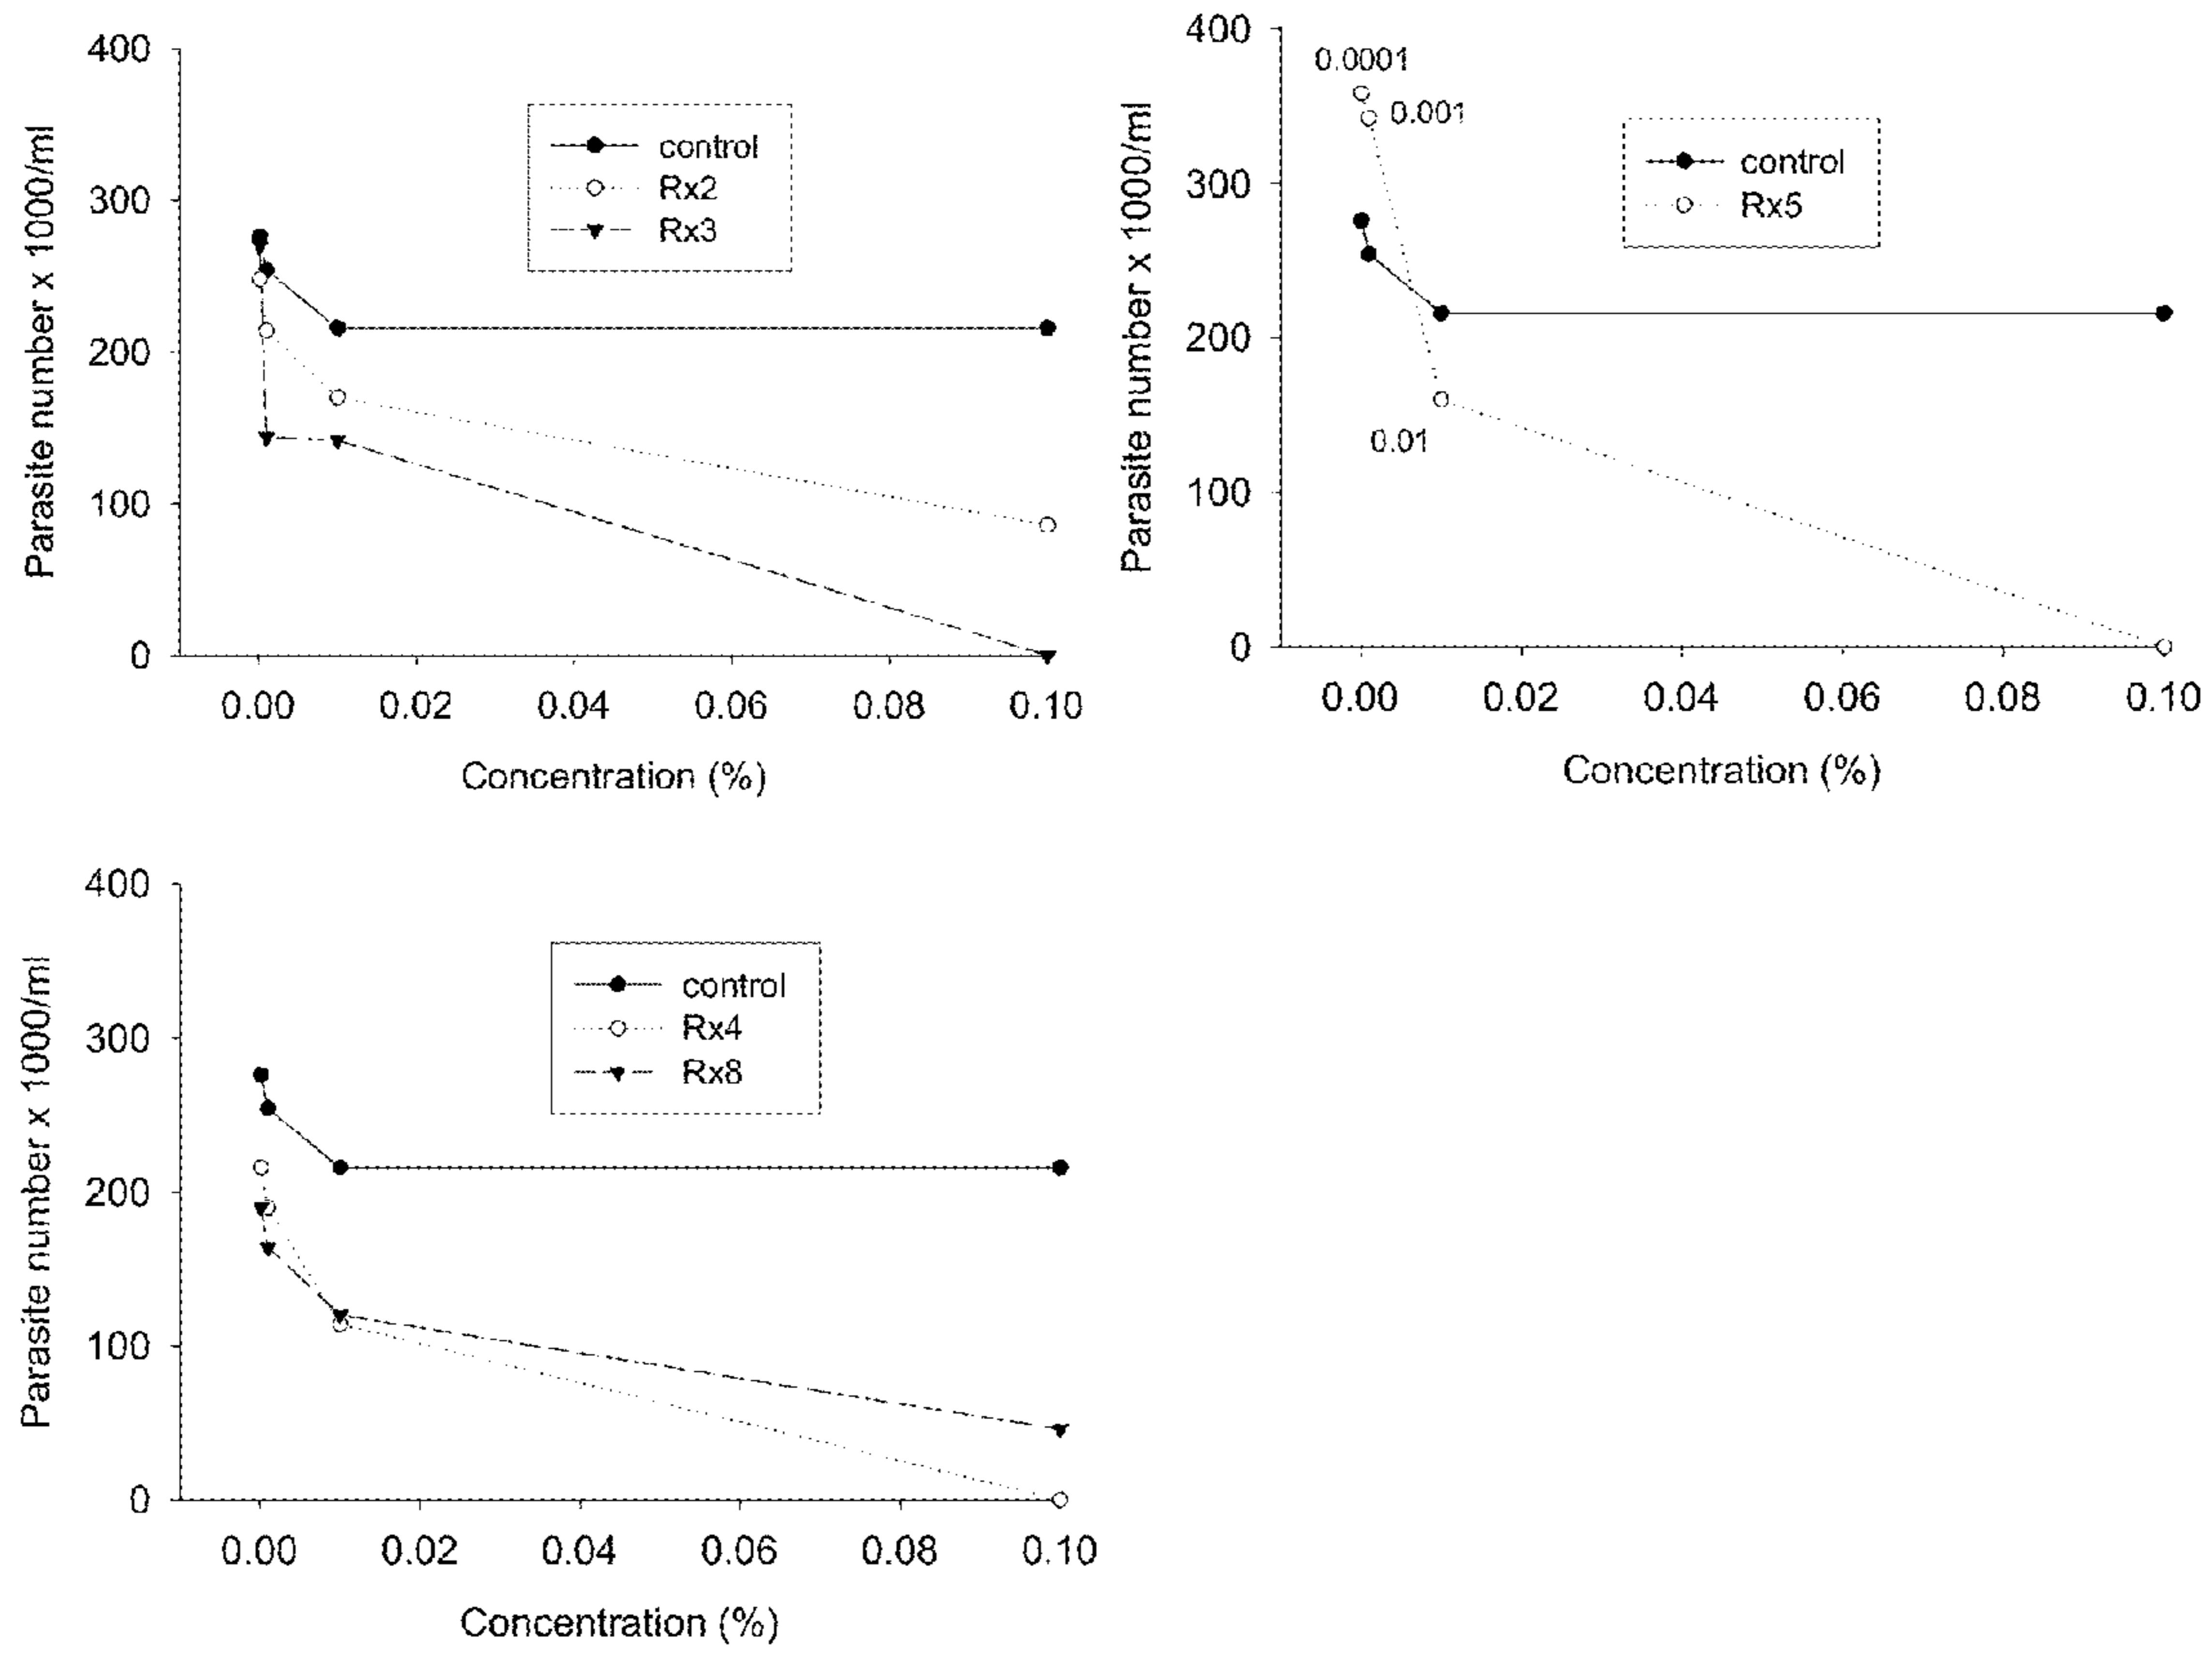 400
300
200
100
0
Parasite number x 1000/ml
control
Rx2
Rx3
0.00 0.02 0.04 0.06 0.08 0.10
Concentration (%)
400
300
200
100
0
Parasite number x 1000/ml
0.0001
0.001
0.01
control
Rx5
0.00 0.02 0.04 0.06 0.08 0.10
Concentration (%)
400
300
200
100
0
Parasite number x 1000/ml
control
Rx4
Rx8
0.00 0.02 0.04 0.06 0.08 0.10
Concentration (%)